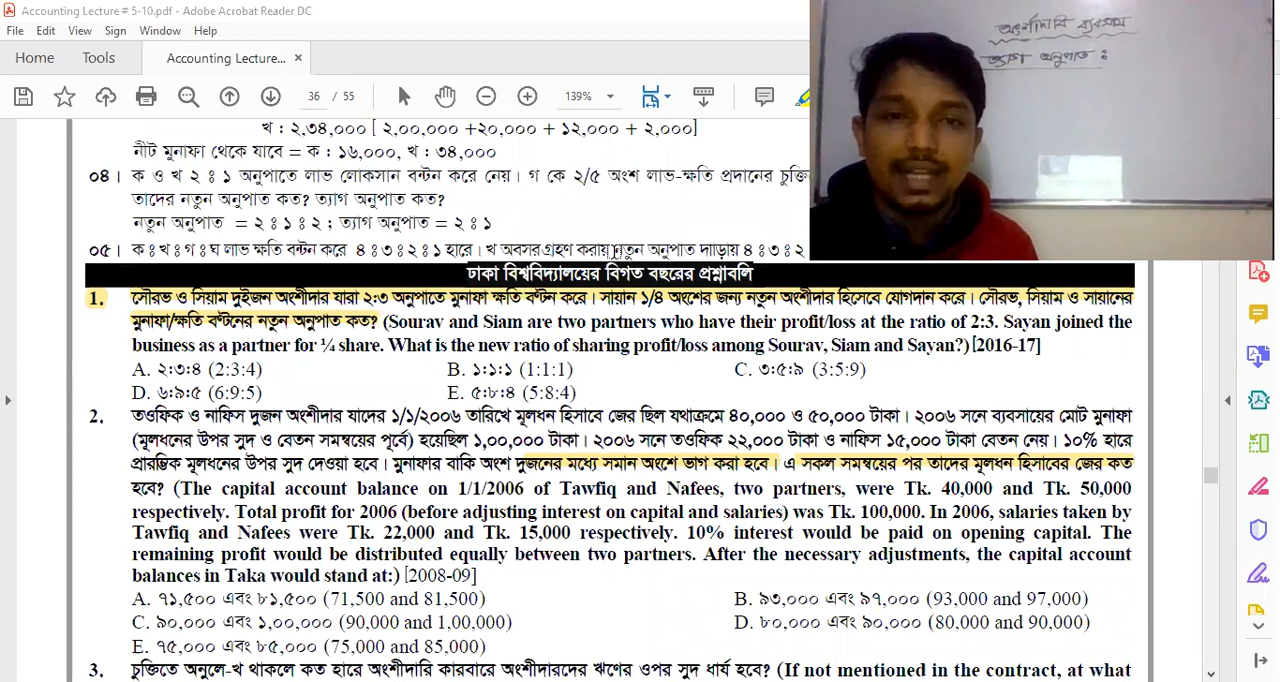 Accounting Lecture # 5-10.pdf - Adobe Acrobat Reader DC
File Edit View Sign Window Help
Home Tools Accounting Lecture... ×
36 / 55 139%
অংশীদারি ব্যবসায়
ত্যাগ অনুপাত :
খ : ২,৩৪,০০০ [ ২,০০,০০০ +২০,০০০ + ১২,০০০ + ২,০০০]
নীট মুনাফা থেকে যাবে = ক : ১৬,০০০, খ : ৩৪,০০০
০৪। ক ও খ ২ ঃ ১ অনুপাতে লাভ লোকসান বন্টন করে নেয়। গ কে ২/৫ অংশ লাভ-ক্ষতি প্রদানের চুক্তি
তাদের নতুন অনুপাত কত? ত্যাগ অনুপাত কত?
নতুন অনুপাত = ২ ঃ ১ ঃ ২ ; ত্যাগ অনুপাত = ২ ঃ ১
০৫। ক ঃ খ ঃ গ ঃ ঘ লাভ ক্ষতি বন্টন করে ৪ ঃ ৩ ঃ ২ ঃ ১ হারে। খ অবসর গ্রহণ করায় নতুন অনুপাত দাাড়ায় ৪ ঃ ৩ ঃ ২
ঢাকা বিশ্ববিদ্যালয়ের বিগত বছরের প্রশ্নাবলি
1. সৌরভ ও সিয়াম দুইজন অংশীদার যারা ২:৩ অনুপাতে মুনাফা ক্ষতি বণ্টন করে। সায়ান ১/৪ অংশের জন্য নতুন অংশীদার হিসেবে যোগদান করে। সৌরভ, সিয়াম ও সায়ানের
মুনাফা/ক্ষতি বণ্টনের নতুন অনুপাত কত? (Sourav and Siam are two partners who have their profit/loss at the ratio of 2:3. Sayan joined the
business as a partner for ¼ share. What is the new ratio of sharing profit/loss among Sourav, Siam and Sayan?) [2016-17]
A. ২:৩:৪ (2:3:4) B. ১:১:১ (1:1:1) C. ৩:৫:৯ (3:5:9)
D. ৬:৯:৫ (6:9:5) E. ৫:৮:৪ (5:8:4)
2. তওফিক ও নাফিস দুজন অংশীদার যাদের ১/১/২০০৬ তারিখে মূলধন হিসাবে জের ছিল যথাক্রমে ৪০,০০০ ও ৫০,০০০ টাকা। ২০০৬ সনে ব্যবসায়ের মোট মুনাফা
(মূলধনের উপর সুদ ও বেতন সমন্বয়ের পূর্বে) হয়েছিল ১,০০,০০০ টাকা। ২০০৬ সনে তওফিক ২২,০০০ টাকা ও নাফিস ১৫,০০০ টাকা বেতন নেয়। ১০% হারে
প্রারম্ভিক মূলধনের উপর সুদ দেওয়া হবে। মুনাফার বাকি অংশ দুজনের মধ্যে সমান অংশে ভাগ করা হবে। এ সকল সমন্বয়ের পর তাদের মূলধন হিসাবের জের কত
হবে? (The capital account balance on 1/1/2006 of Tawfiq and Nafees, two partners, were Tk. 40,000 and Tk. 50,000
respectively. Total profit for 2006 (before adjusting interest on capital and salaries) was Tk. 100,000. In 2006, salaries taken by
Tawfiq and Nafees were Tk. 22,000 and Tk. 15,000 respectively. 10% interest would be paid on opening capital. The
remaining profit would be distributed equally between two partners. After the necessary adjustments, the capital account
balances in Taka would stand at:) [2008-09]
A. ৭১,৫০০ এবং ৮১,৫০০ (71,500 and 81,500) B. ৯৩,০০০ এবং ৯৭,০০০ (93,000 and 97,000)
C. ৯০,০০০ এবং ১,০০,০০০ (90,000 and 1,00,000) D. ৮০,০০০ এবং ৯০,০০০ (80,000 and 90,000)
E. ৭৫,০০০ এবং ৮৫,০০০ (75,000 and 85,000)
3. চুক্তিতে অনুলে-খ থাকলে কত হারে অংশীদারি কারবারে অংশীদারদের ঋণের ওপর সুদ ধার্য হবে? (If not mentioned in the contract, at what